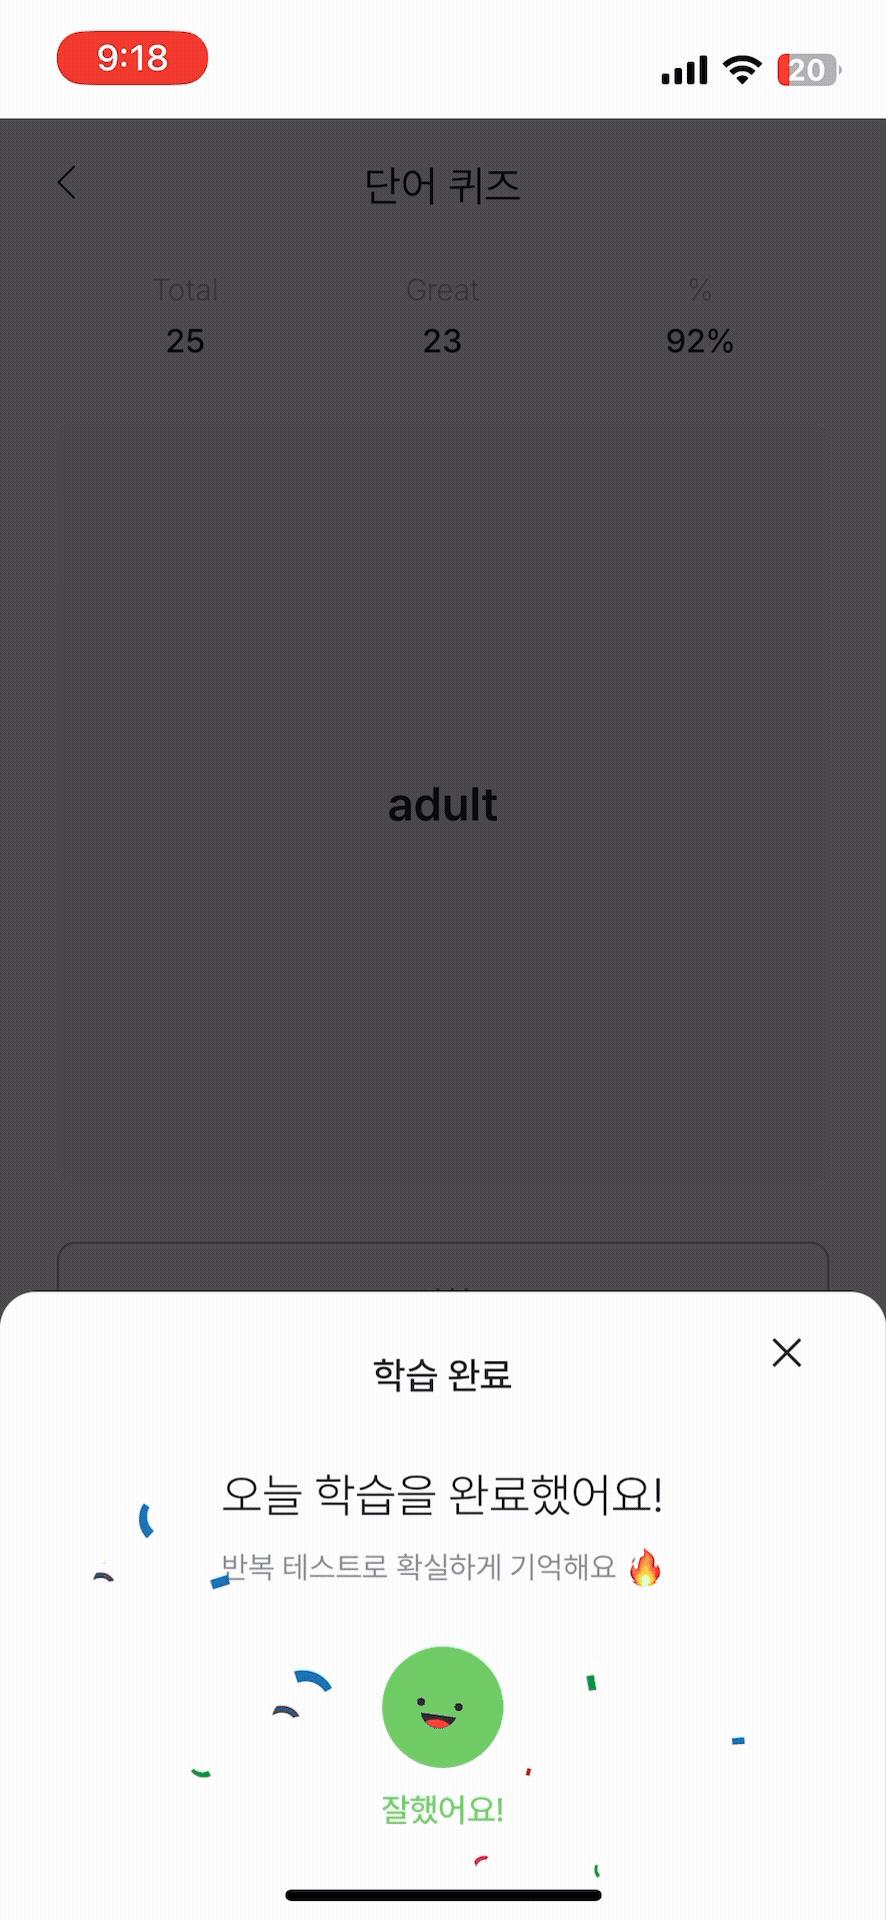 9:18
20
단어 퀴즈
Total Great %
25 23 92%
adult
학습 완료
오늘 학습을 완료했어요!
반복 테스트로 확실하게 기억해요 🔥
잘했어요!